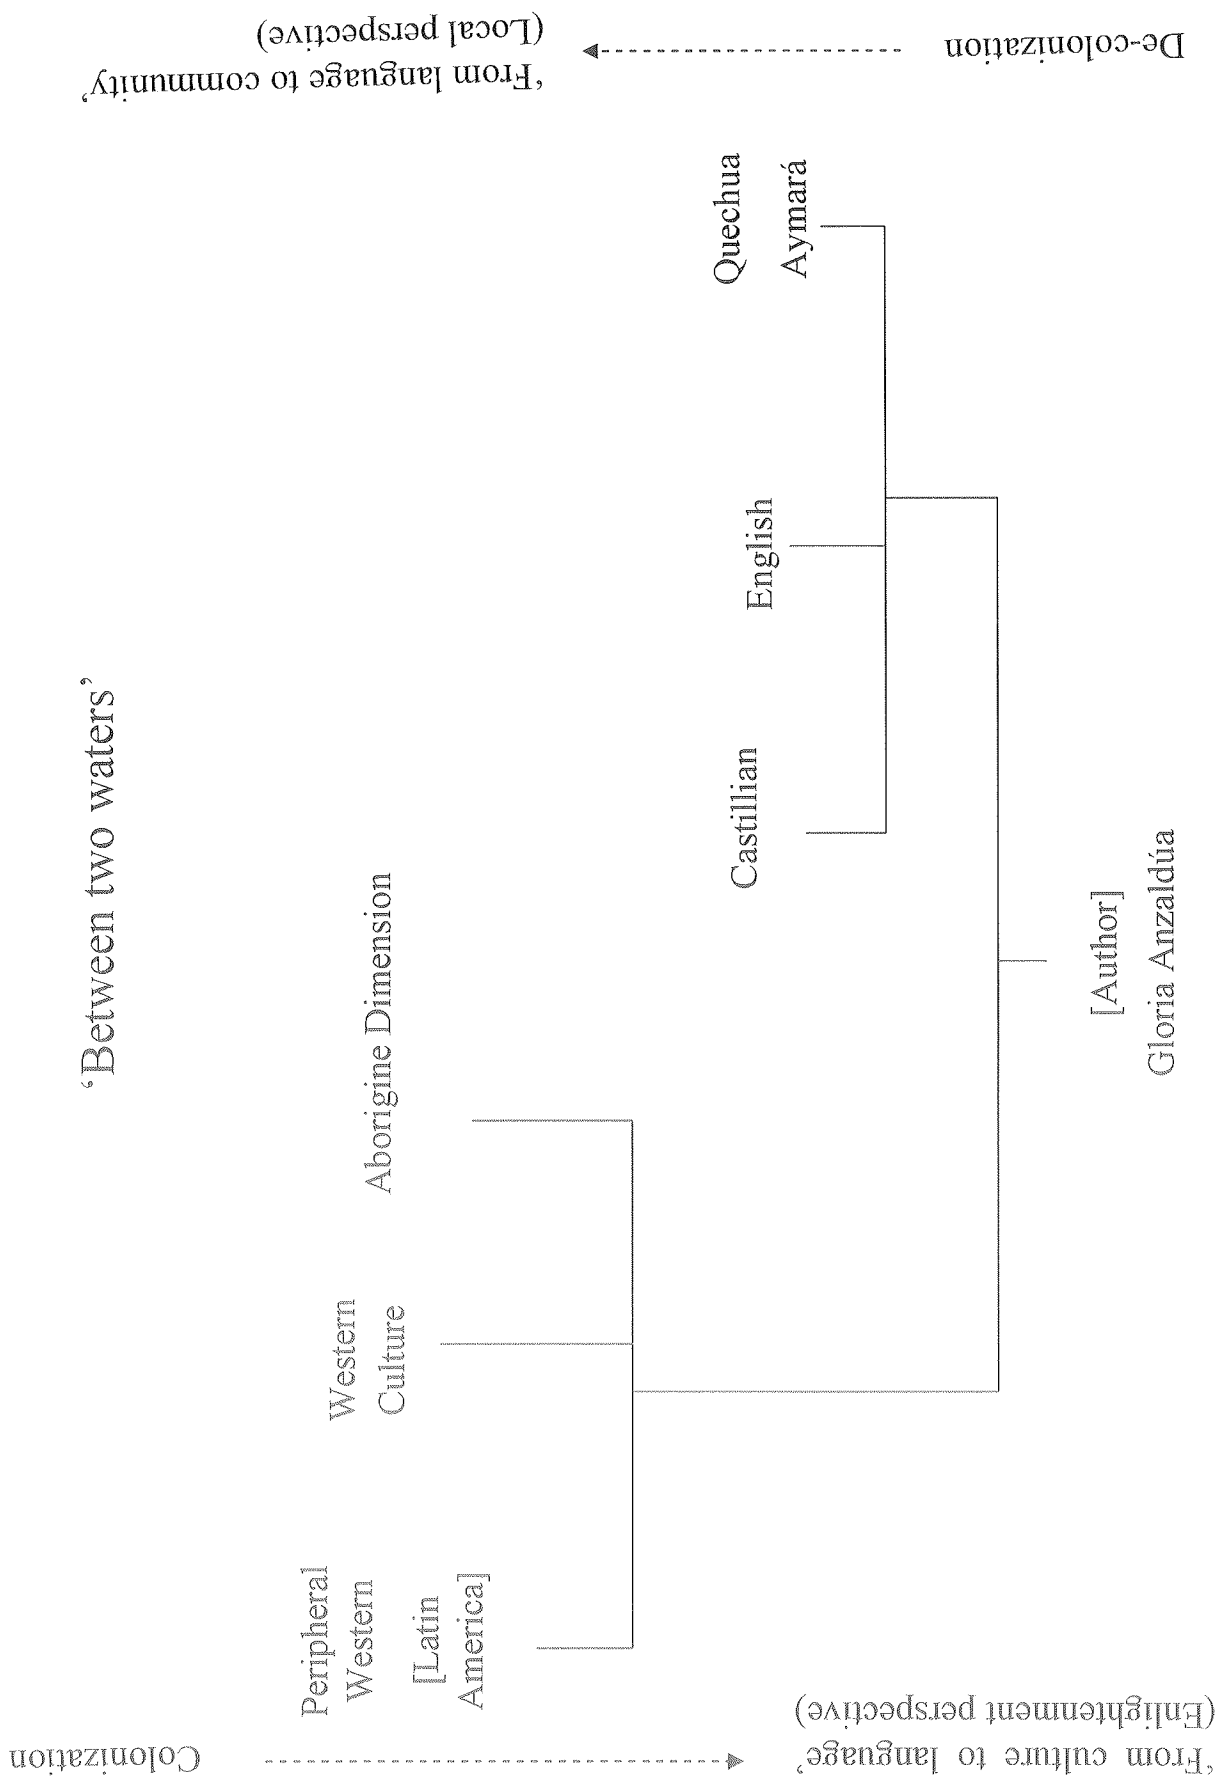 'Between two waters'
Colonization
'From culture to language'
(Enlightenment perspective)
Peripheral
Western
[Latin
America]
Western
Culture
Aborigine Dimension
Castillian
English
Quechua
Aymará
[Author]
Gloria Anzaldúa
De-colonization
'From language to community'
(Local perspective)